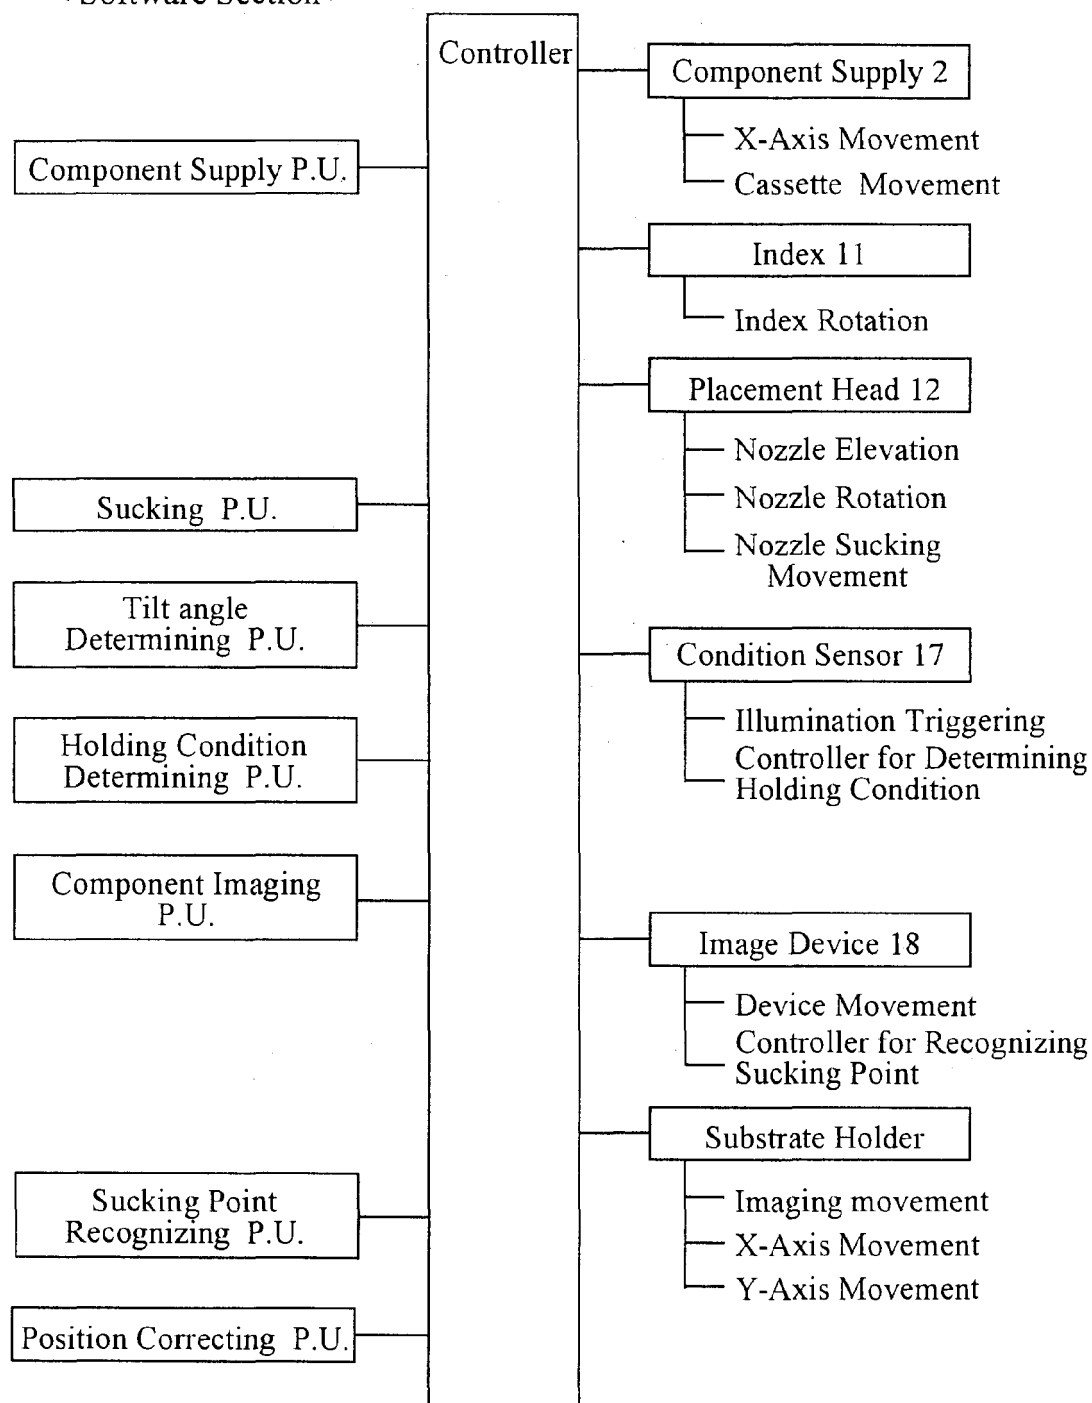 Software Section
Controller
Component Supply P.U.
Sucking P.U.
Tilt angle
Determining P.U.
Holding Condition
Determining P.U.
Component Imaging
P.U.
Sucking Point
Recognizing P.U.
Position Correcting P.U.
Component Supply 2
X-Axis Movement
Cassette Movement
Index 11
Index Rotation
Placement Head 12
Nozzle Elevation
Nozzle Rotation
Nozzle Sucking
Movement
Condition Sensor 17
Illumination Triggering
Controller for Determining
Holding Condition
Image Device 18
Device Movement
Controller for Recognizing
Sucking Point
Substrate Holder
Imaging movement
X-Axis Movement
Y-Axis Movement